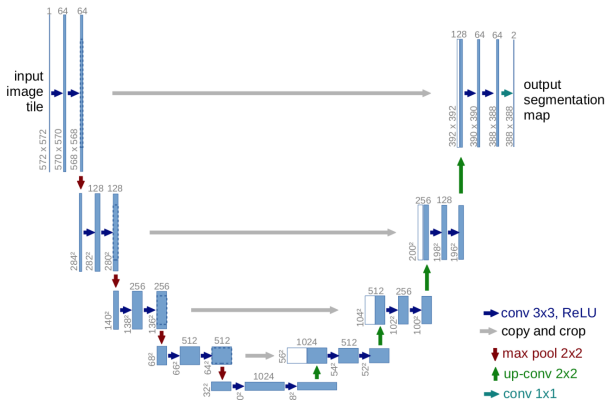 1 64 64
input
image
tile
572 x 572
570 x 570
568 x 568
128 64 64 2
output
segmentation
map
392 x 392
390 x 390
388 x 388
388 x 388
128 128
284²
282²
280²
256 128
200²
198²
196²
256 256
140²
138²
136²
512 256
104²
102²
100²
512 512
68²
66²
64²
1024 512
56²
54²
52²
1024
32²
conv 3x3, ReLU
copy and crop
max pool 2x2
up-conv 2x2
conv 1x1